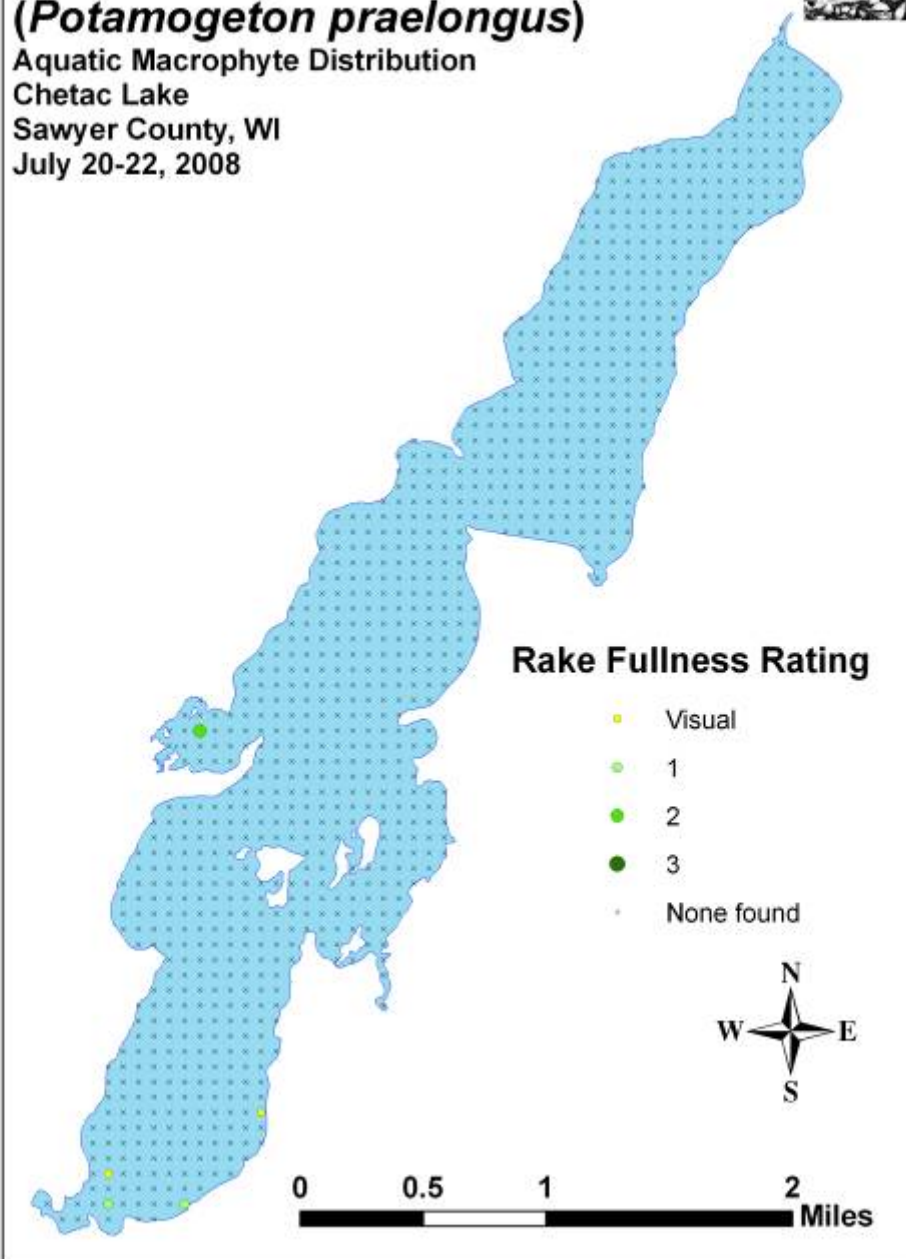 (Potamogeton praelongus)
Aquatic Macrophyte Distribution
Chetac Lake
Sawyer County, WI
July 20-22, 2008
Rake Fullness Rating
Visual
1
2
3
None found
N
W E
S
0 0.5 1 2
Miles